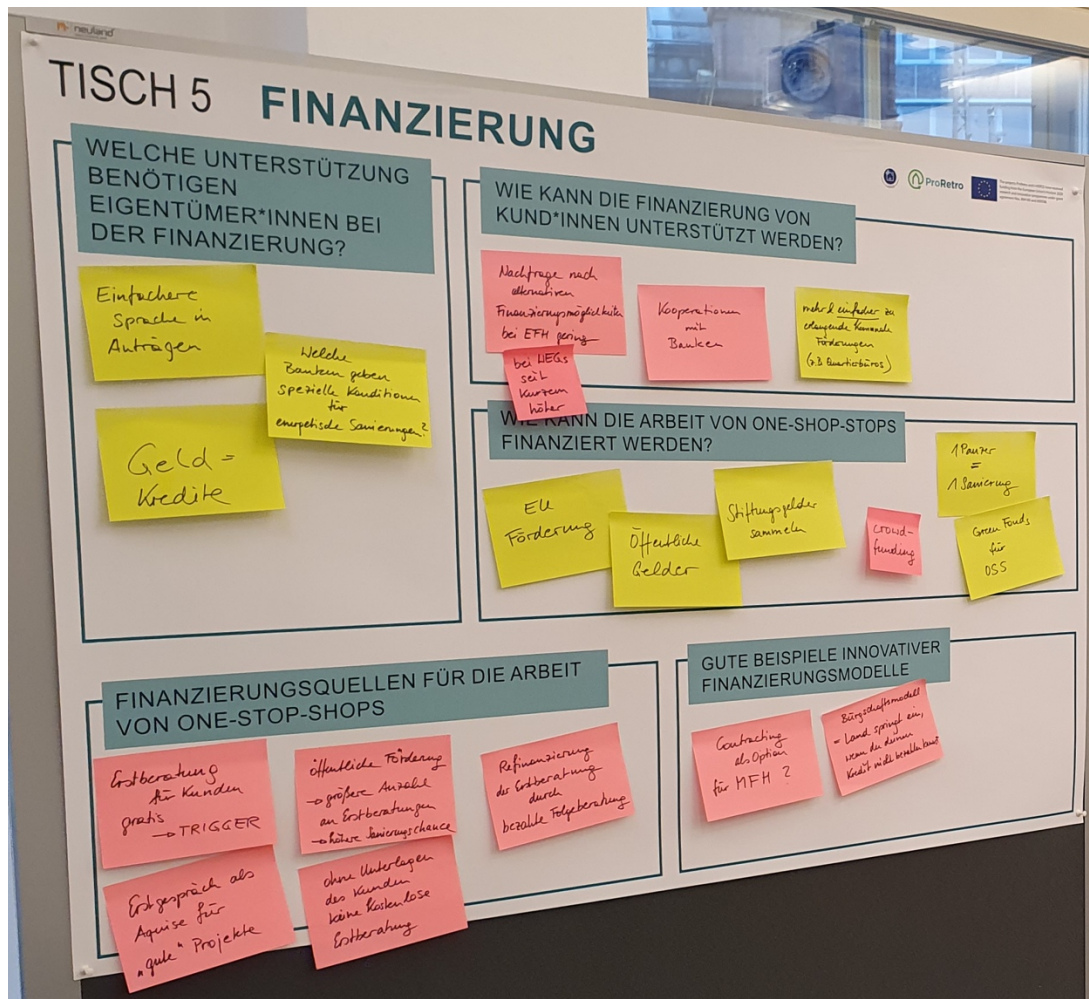 neuland
TISCH 5 FINANZIERUNG
ProRetro
WELCHE UNTERSTÜTZUNG
BENÖTIGEN
EIGENTÜMER*INNEN BEI
DER FINANZIERUNG?
Einfachere
Sprache in
Anträgen
Welche
Banken geben
spezielle Konditionen
für
energetische Sanierungen?
Geld =
Kredite
WIE KANN DIE FINANZIERUNG VON
KUND*INNEN UNTERSTÜTZT WERDEN?
Nachfrage nach
alternativen
Finanzierungsmöglichkeiten
bei EFH gering
bei WEGs
seit
Kurzem
höher
Kooperationen
mit
Banken
mehr & einfacher zu
erlangende kommunale
Förderungen
(z.B. Quartierbüros)
WIE KANN DIE ARBEIT VON ONE-SHOP-STOPS
FINANZIERT WERDEN?
EU
Förderung
Öffentliche
Gelder
Stiftungsgelder
sammeln
crowd-
funding
1 Panzer
=
1 Sanierung
Green Fonds
für
OSS
FINANZIERUNGSQUELLEN FÜR DIE ARBEIT
VON ONE-STOP-SHOPS
Erstberatung
für Kunden
gratis
→ TRIGGER
öffentliche Förderung
→ größere Anzahl
an Erstberatungen
→ höhere Sanierungschance
Refinanzierung
der Erstberatung
durch
bezahlte Folgeberatung
Erstgespräch als
Aquise für
"gute" Projekte
ohne Unterlagen
des Kunden
keine kostenlose
Erstberatung
GUTE BEISPIELE INNOVATIVER
FINANZIERUNGSMODELLE
Contracting
als Option
für MFH?
Bürgschaftsmodell
= Land springt ein,
wenn du deinen
Kredit nicht bezahlen kannst